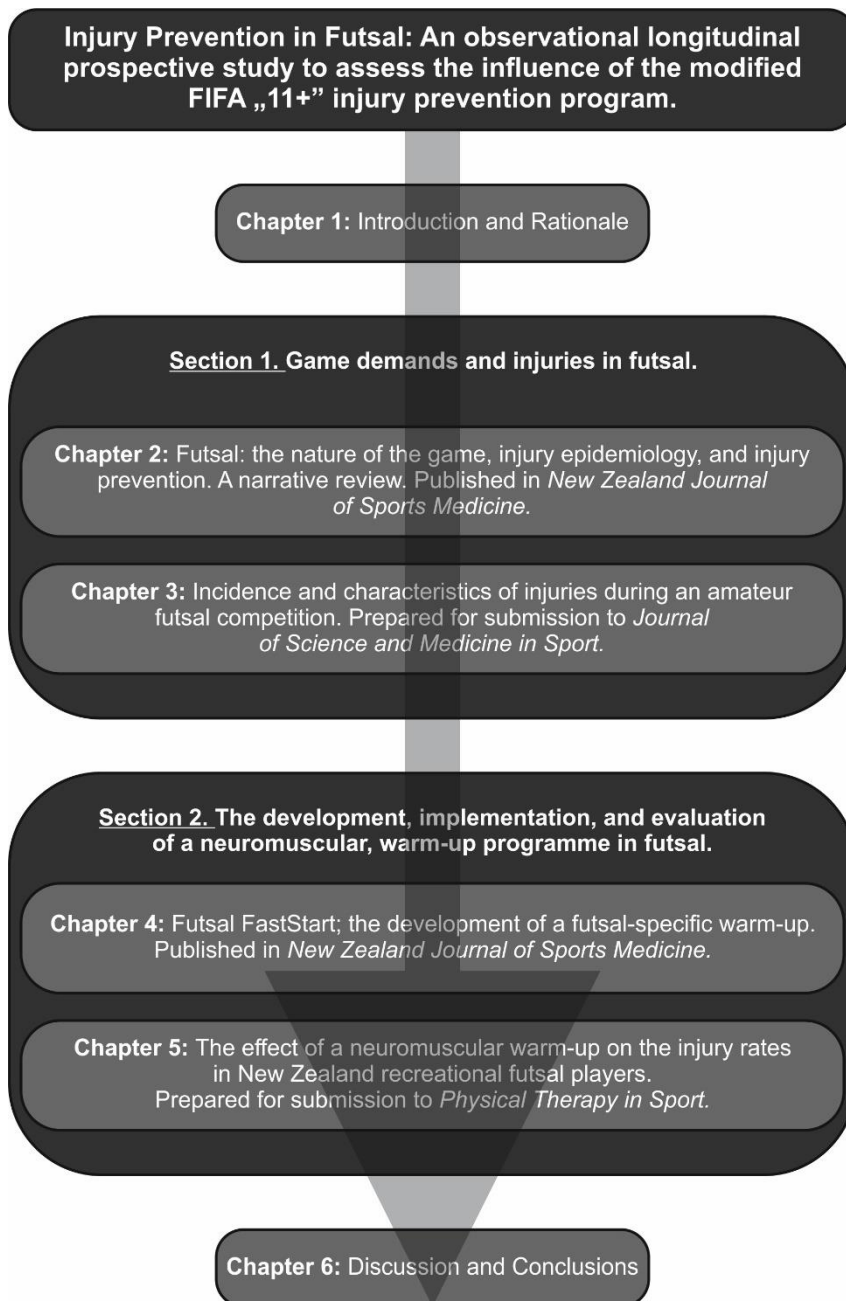 Injury Prevention in Futsal: An observational longitudinal
prospective study to assess the influence of the modified
FIFA „11+” injury prevention program.
Chapter 1: Introduction and Rationale
Section 1. Game demands and injuries in futsal.
Chapter 2: Futsal: the nature of the game, injury epidemiology, and injury
prevention. A narrative review. Published in New Zealand Journal
of Sports Medicine.
Chapter 3: Incidence and characteristics of injuries during an amateur
futsal competition. Prepared for submission to Journal
of Science and Medicine in Sport.
Section 2. The development, implementation, and evaluation
of a neuromuscular, warm-up programme in futsal.
Chapter 4: Futsal FastStart; the development of a futsal-specific warm-up.
Published in New Zealand Journal of Sports Medicine.
Chapter 5: The effect of a neuromuscular warm-up on the injury rates
in New Zealand recreational futsal players.
Prepared for submission to Physical Therapy in Sport.
Chapter 6: Discussion and Conclusions